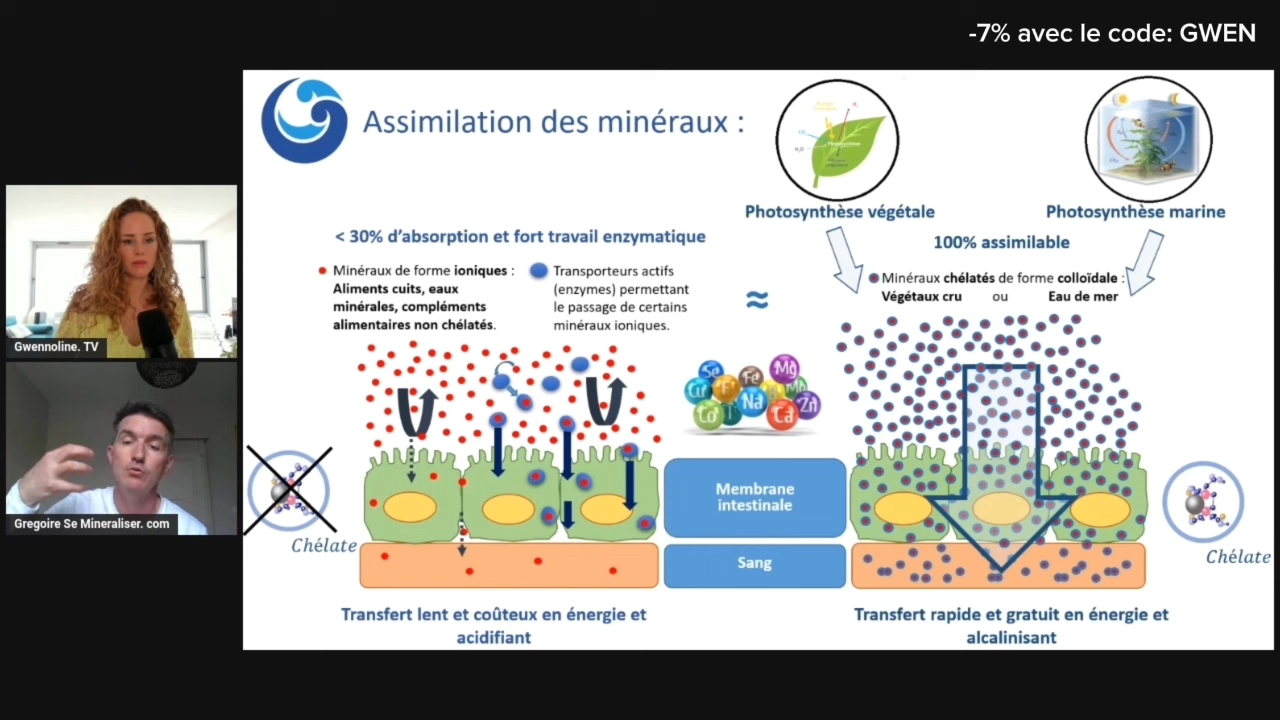 -7% avec le code: GWEN
Assimilation des minéraux :
Photosynthèse végétale
Photosynthèse marine
< 30% d’absorption et fort travail enzymatique
100% assimilable
Minéraux de forme ioniques :
Aliments cuits, eaux
minérales, compléments
alimentaires non chélatés.
Transporteurs actifs
(enzymes) permettant
le passage de certains
minéraux ioniques.
≈
Minéraux chélatés de forme colloïdale :
Végétaux cru ou Eau de mer
Gwennoline. TV
Gregoire Se Mineraliser. com
Se
Fe
Mg
Cu
Na
Zn
Co
Ca
Chélate
Membrane
intestinale
Sang
Chélate
Transfert lent et coûteux en énergie et
acidifiant
Transfert rapide et gratuit en énergie et
alcalinisant